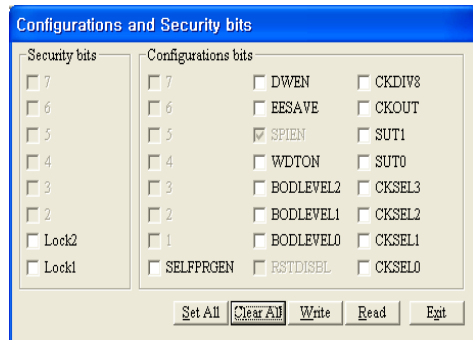 Configurations and Security bits
Security bits Configurations bits
7 7 DWEN CKDIV8
6 6 EESAVE CKOUT
5 5 SPIEN SUT1
4 4 WDTON SUT0
3 3 BODLEVEL2 CKSEL3
2 2 BODLEVEL1 CKSEL2
Lock2 1 BODLEVEL0 CKSEL1
Lock1 SELFPRGEN RSTDISBL CKSEL0
Set All Clear All Write Read Exit